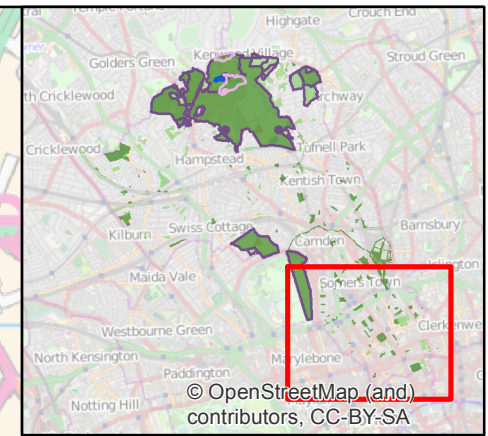 Crouch End
Highgate
Golders Green
Kenwood Village
Stroud Green
th Cricklewood
rchway
Cricklewood
Tufnell Park
Hampstead
Kentish Town
Swiss Cottage
Barnsbury
Kilburn
Camden
Islington
Maida Vale
Somers Town
Clerkenwe
Westbourne Green
North Kensington
Marylebone
Paddington
Notting Hill
© OpenStreetMap (and)
contributors, CC-BY-SA